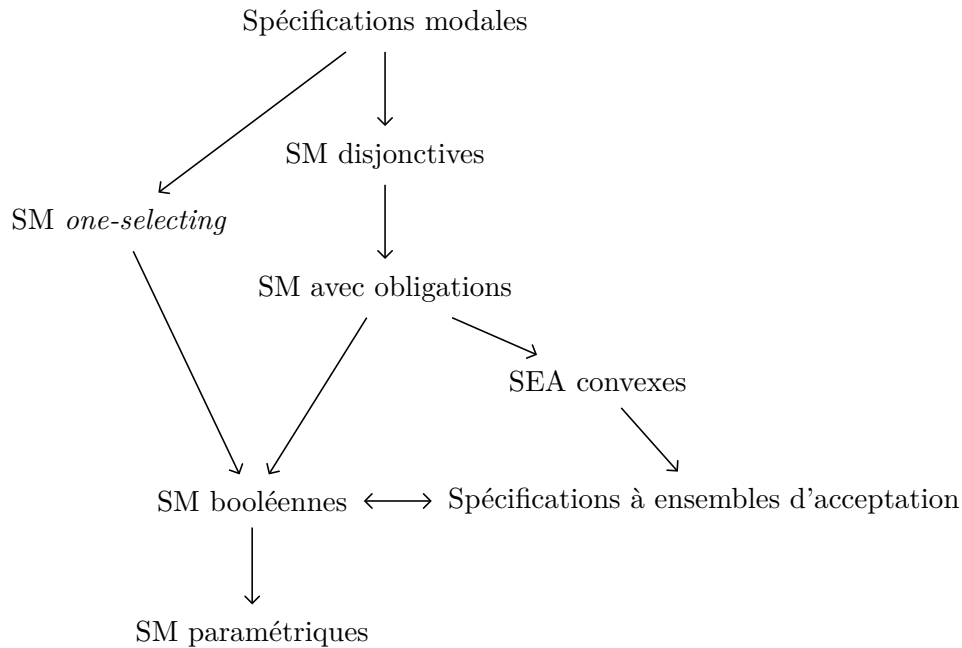 Spécifications modales
SM disjonctives
SM one-selecting
SM avec obligations
SEA convexes
SM booléennes
Spécifications à ensembles d'acceptation
SM paramétriques